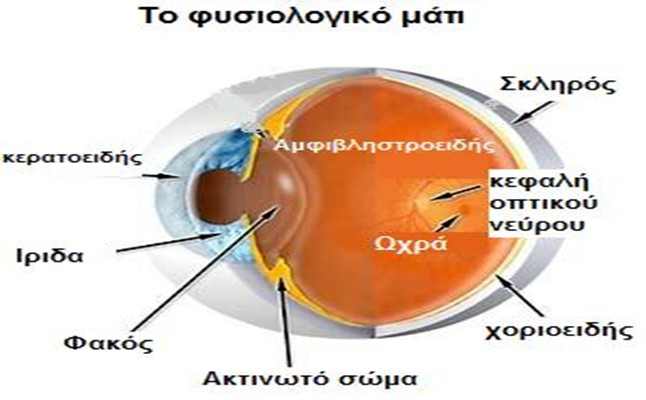 Το φυσιολογικό μάτι
Σκληρός
Αμφιβληστροειδής
κερατοειδής
κεφαλή
οπτικού
νεύρου
Ωχρά
Ιριδα
Φακός
χοριοειδής
Ακτινωτό σώμα